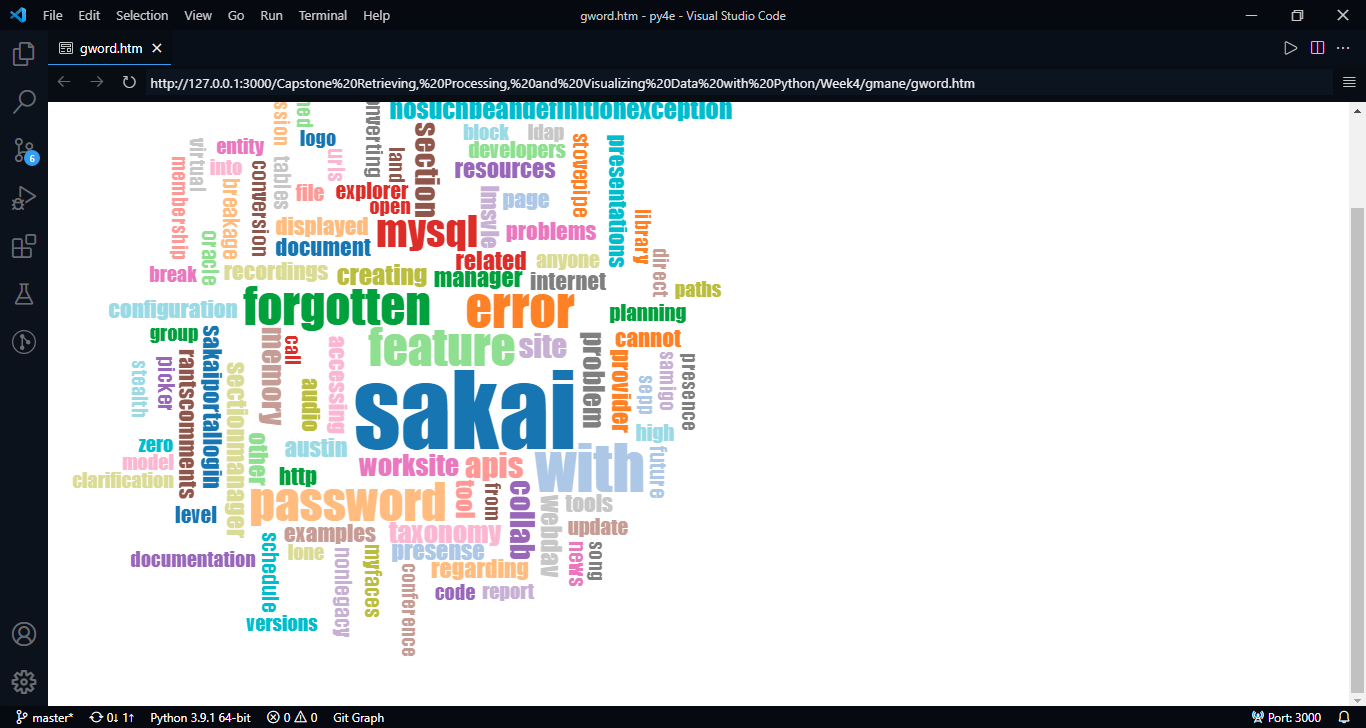 File Edit Selection View Go Run Terminal Help
gword.htm - py4e - Visual Studio Code
gword.htm
http://127.0.0.1:3000/Capstone%20Retrieving,%20Processing,%20and%20Visualizing%20Data%20with%20Python/Week4/gmane/gword.htm
nosuchbeandefinitionexception
logo
converting
section
block
ldap
developers
resources
stovepipe
presentations
virtual
entity
into
membership
breakage
conversion
tables
urls
land
file
explorer
open
lmsvle
page
displayed
document
mysql
problems
library
oracle
related
anyone
direct
break
recordings
creating
manager
internet
paths
configuration
forgotten
error
planning
group
sakaiportallogin
memory
call
accessing
feature
site
problem
cannot
provider
samigo
presence
stealth
picker
rantscomments
sectionmanager
audio
sakai
sepp
high
zero
model
clarification
other
austin
http
worksite
apis
with
future
level
password
tool
from
collab
webdav
tools
update
documentation
schedule
examples
lone
taxonomy
presense
nonlegacy
myfaces
regarding
news
song
conference
code
report
versions
6
master*
0↓ 1↑
Python 3.9.1 64-bit
0
0
Git Graph
Port: 3000